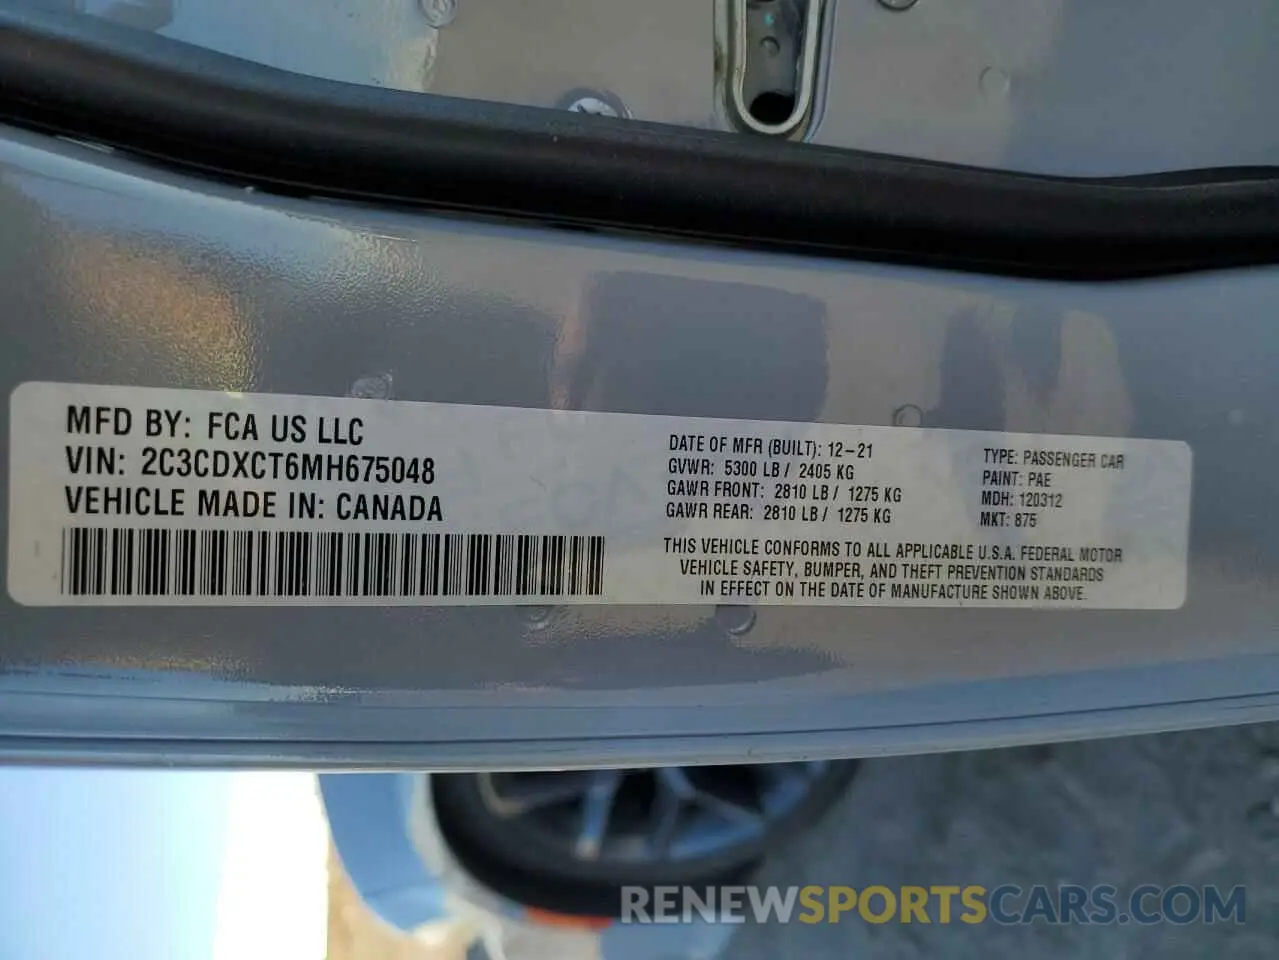 MFD BY: FCA US LLC
VIN: 2C3CDXCT6MH675048
VEHICLE MADE IN: CANADA
DATE OF MFR (BUILT): 12-21
GVWR: 5300 LB / 2405 KG
GAWR FRONT: 2810 LB / 1275 KG
GAWR REAR: 2810 LB / 1275 KG
TYPE: PASSENGER CAR
PAINT: PAE
MDH: 120312
MKT: 875
THIS VEHICLE CONFORMS TO ALL APPLICABLE U.S.A. FEDERAL MOTOR
VEHICLE SAFETY, BUMPER, AND THEFT PREVENTION STANDARDS
IN EFFECT ON THE DATE OF MANUFACTURE SHOWN ABOVE.
RENEWSPORTSCARS.COM